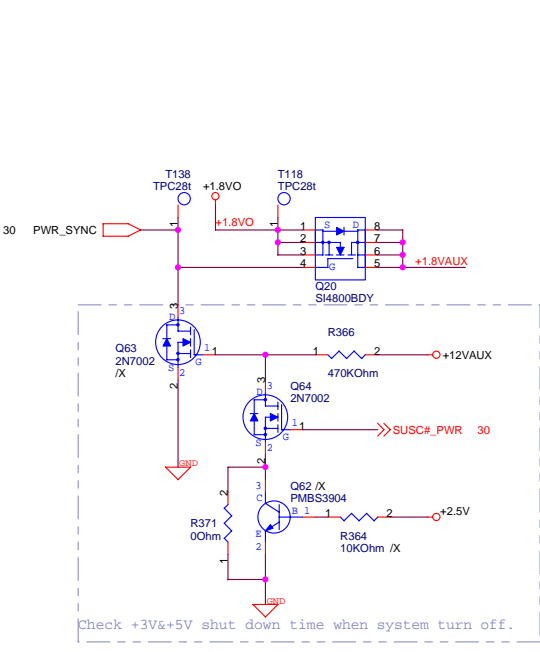 T138
TPC28t
+1.8VO
T118
TPC28t
30 PWR_SYNC
1
+1.8VO
1
1 S D 8
2 7
3 6
4 G 5
+1.8VAUX
Q20
SI4800BDY
3
D 3
Q63
2N7002
/X
1 1
G
S 2
2
GND
R366
1 2
470KOhm
+12VAUX
3
D 3
Q64
2N7002
1 1
G
S 2
2
SUSC#_PWR 30
3
C
Q62 /X
PMBS3904
B 1
E
2
1 2
R364
10KOhm /X
+2.5V
2
R371
0Ohm
1
GND
Check +3V&+5V shut down time when system turn off.